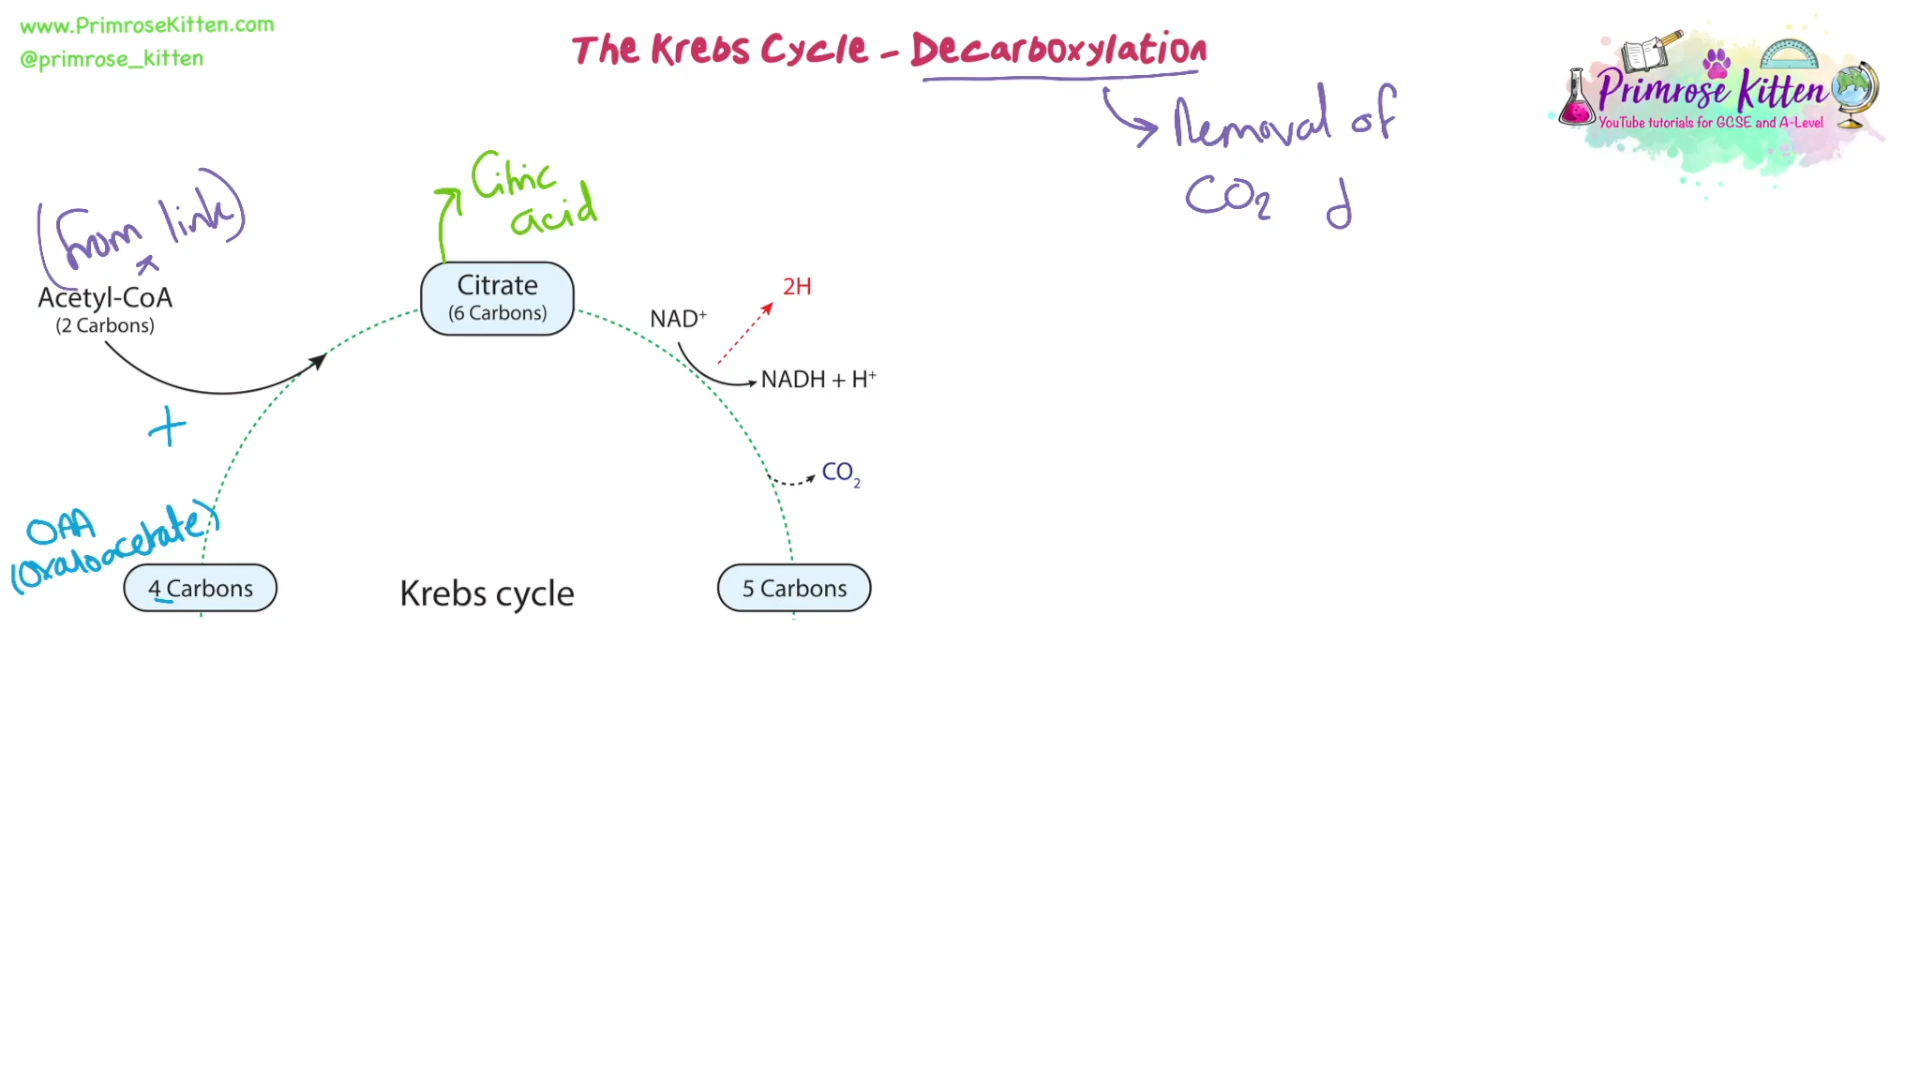 www.PrimroseKitten.com
@primrose_kitten
The Krebs Cycle - Decarboxylation
Removal of
CO₂ d
Primrose Kitten
YouTube tutorials for GCSE and A-Level
(from link)
Citric
acid
Acetyl-CoA
(2 Carbons)
Citrate
(6 Carbons)
2H
NAD⁺
NADH + H⁺
+
CO₂
OAA
(oxaloacetate)
4 Carbons
Krebs cycle
5 Carbons